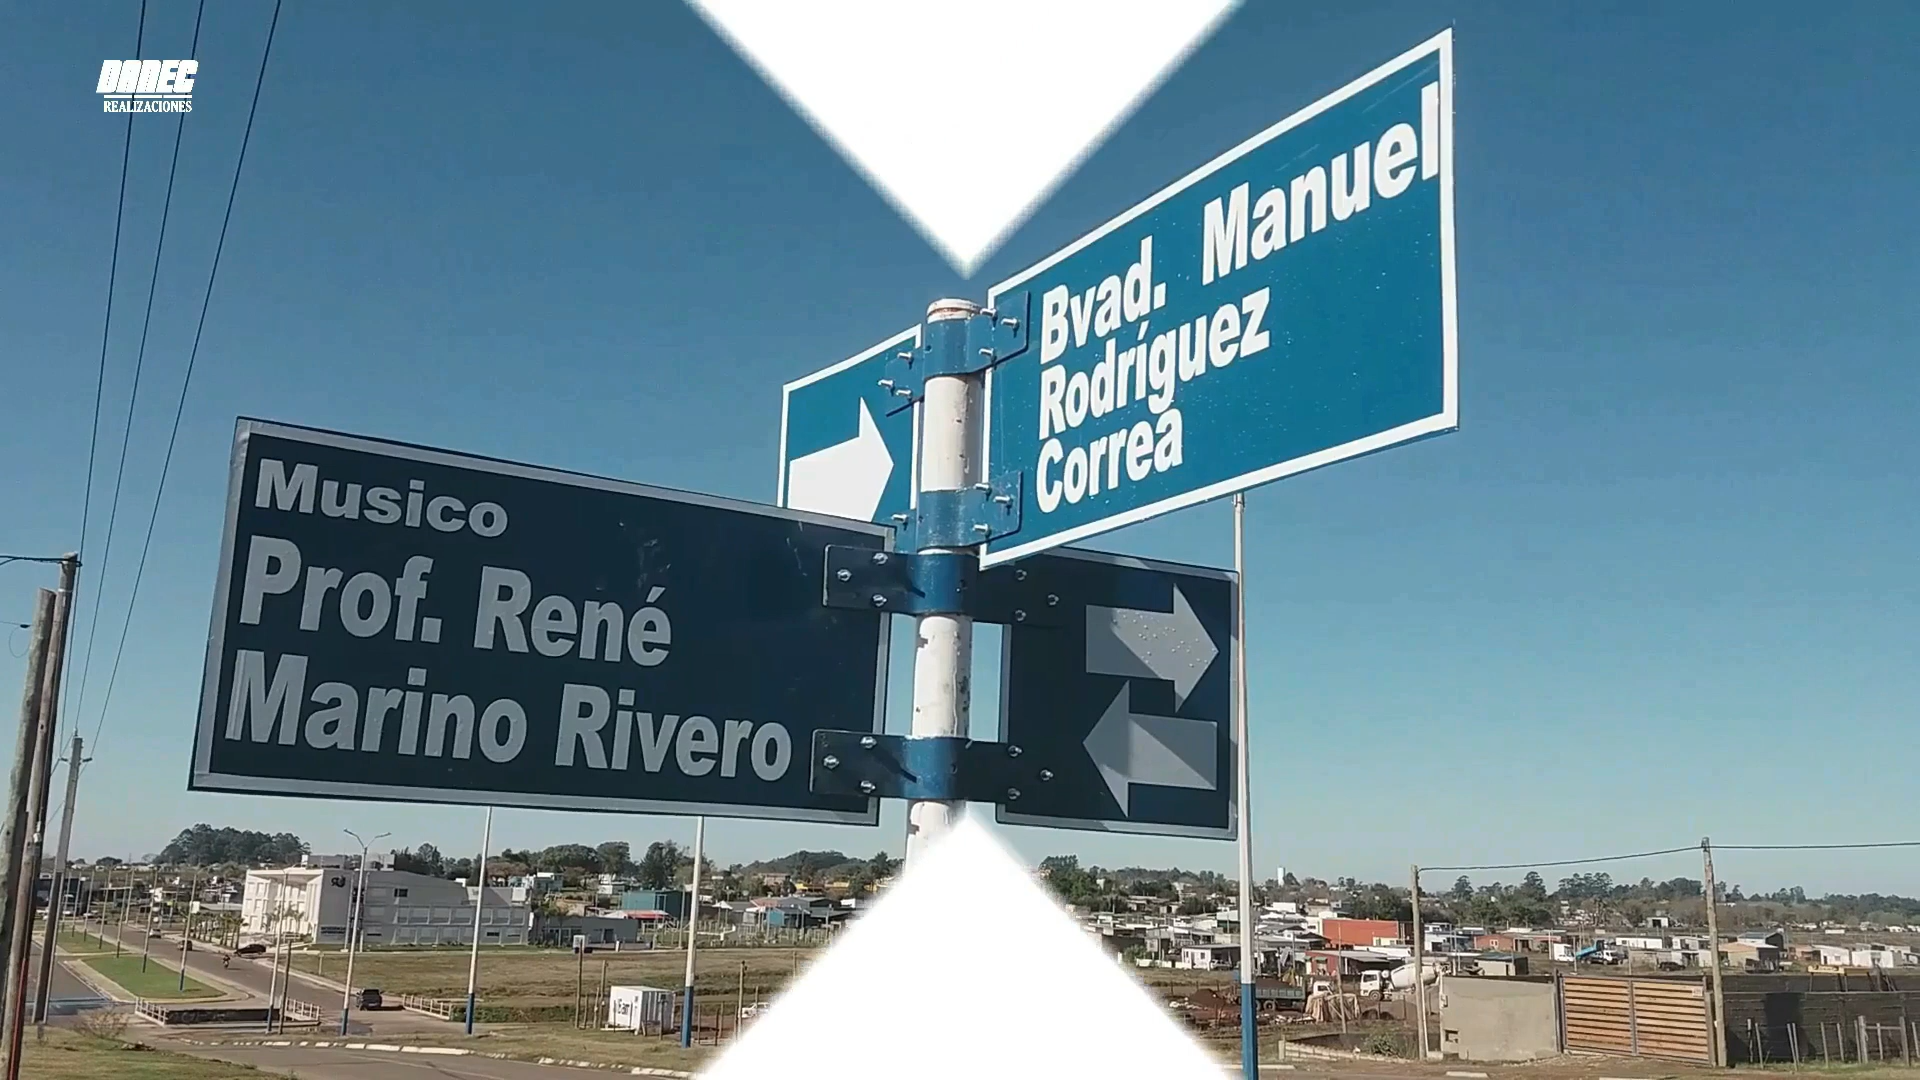 DANEC
REALIZACIONES
Bvad. Manuel
Rodríguez
Correa
Musico
Prof. René
Marino Rivero